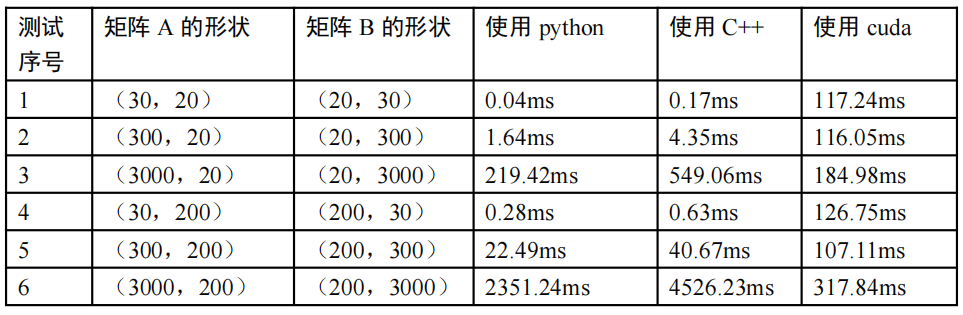 测试序号 矩阵 A 的形状 矩阵 B 的形状 使用 python 使用 C++ 使用 cuda
1 （30，20） （20，30） 0.04ms 0.17ms 117.24ms
2 （300，20） （20，300） 1.64ms 4.35ms 116.05ms
3 （3000，20） （20，3000） 219.42ms 549.06ms 184.98ms
4 （30，200） （200，30） 0.28ms 0.63ms 126.75ms
5 （300，200） （200，300） 22.49ms 40.67ms 107.11ms
6 （3000，200） （200，3000） 2351.24ms 4526.23ms 317.84ms